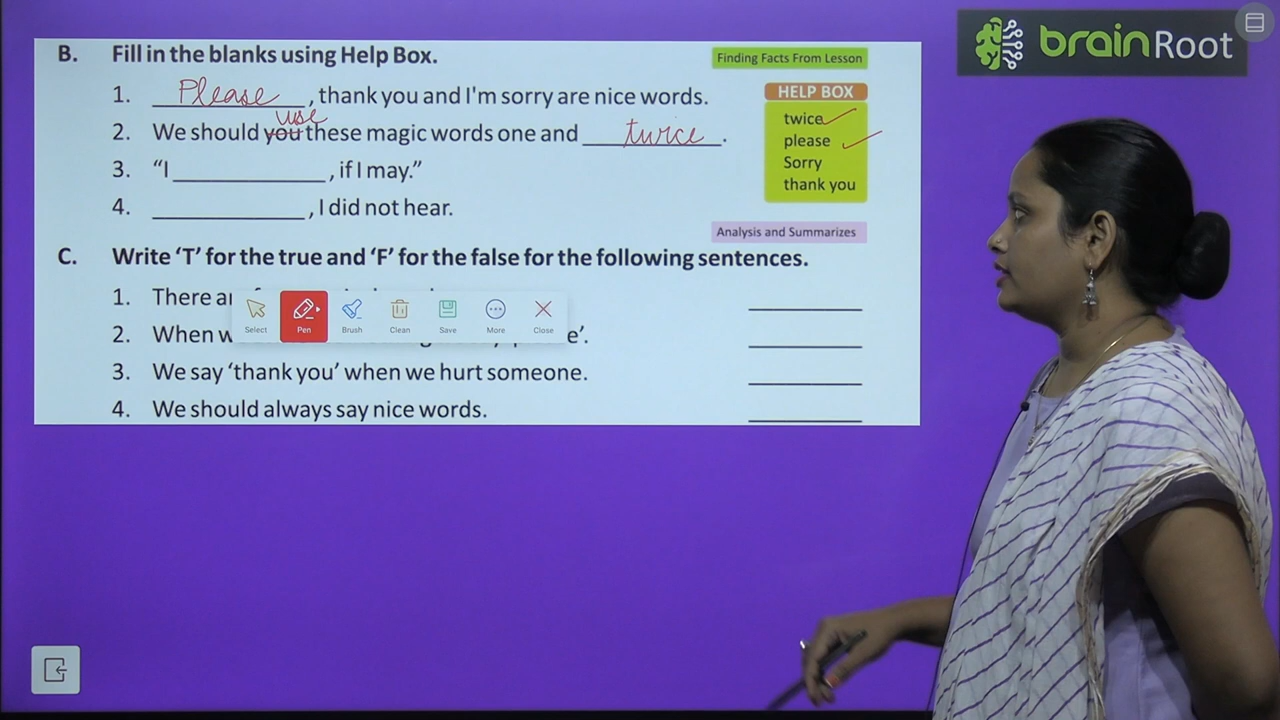 brainRoot
B. Fill in the blanks using Help Box.
Finding Facts From Lesson
1. Please, thank you and I'm sorry are nice words.
use
2. We should you these magic words one and twice.
3. “I ____________, if I may.”
4. ____________, I did not hear.
HELP BOX
twice
please
Sorry
thank you
Analysis and Summarizes
C. Write ‘T’ for the true and ‘F’ for the false for the following sentences.
1. There
2. When e’.
Select Pen Brush Clean Save More Close
3. We say ‘thank you’ when we hurt someone.
4. We should always say nice words.